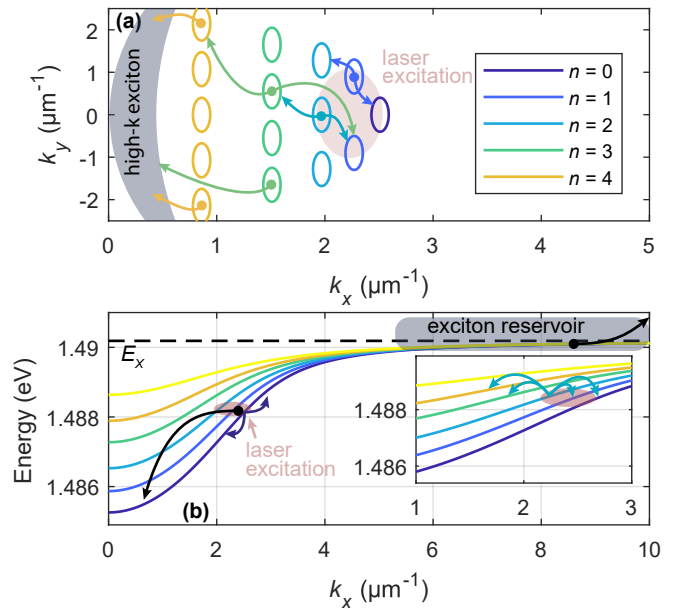 (a)
2
1
0
-1
-2
k_y (µm⁻¹)
high-k exciton
laser
excitation
n = 0
n = 1
n = 2
n = 3
n = 4
0
1
2
3
4
5
k_x (µm⁻¹)
1.49
1.488
1.486
Energy (eV)
E_x
exciton reservoir
laser
excitation
(b)
1.488
1.486
1
2
3
0
2
4
6
8
10
k_x (µm⁻¹)